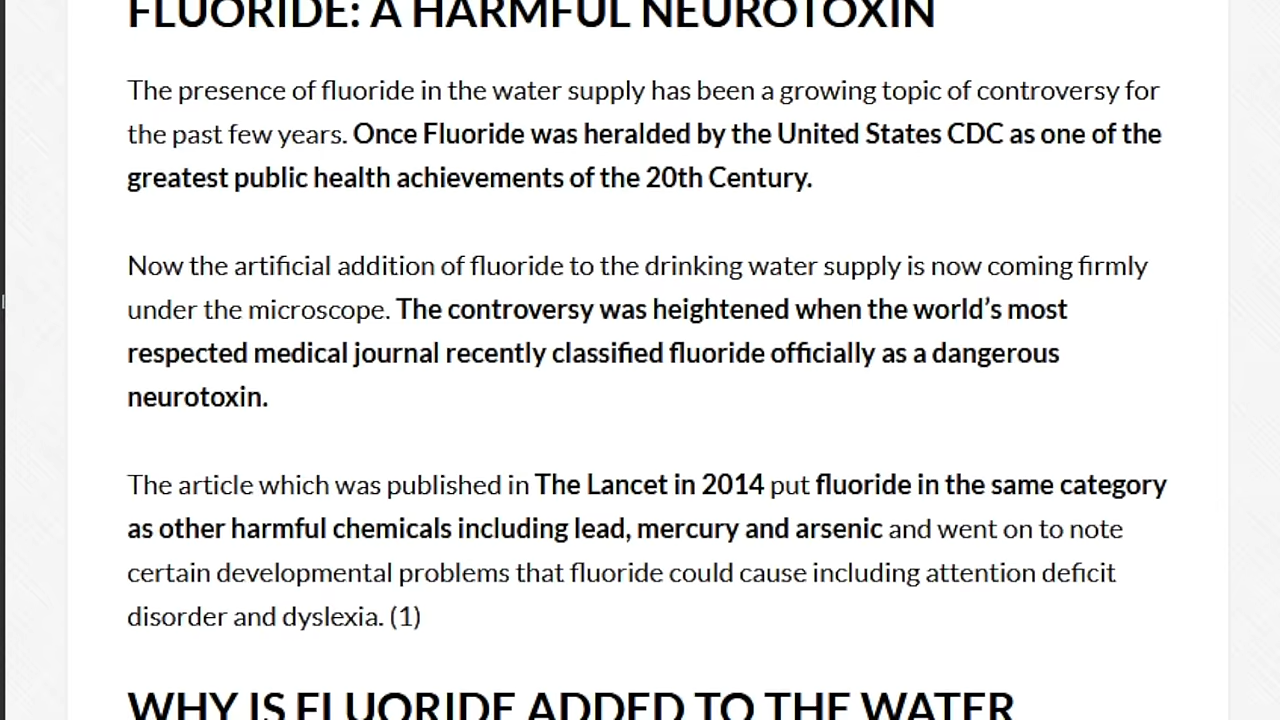 FLUORIDE: A HARMFUL NEUROTOXIN
The presence of fluoride in the water supply has been a growing topic of controversy for
the past few years. Once Fluoride was heralded by the United States CDC as one of the
greatest public health achievements of the 20th Century.
Now the artificial addition of fluoride to the drinking water supply is now coming firmly
under the microscope. The controversy was heightened when the world’s most
respected medical journal recently classified fluoride officially as a dangerous
neurotoxin.
The article which was published in The Lancet in 2014 put fluoride in the same category
as other harmful chemicals including lead, mercury and arsenic and went on to note
certain developmental problems that fluoride could cause including attention deficit
disorder and dyslexia. (1)
WHY IS FLUORIDE ADDED TO THE WATER